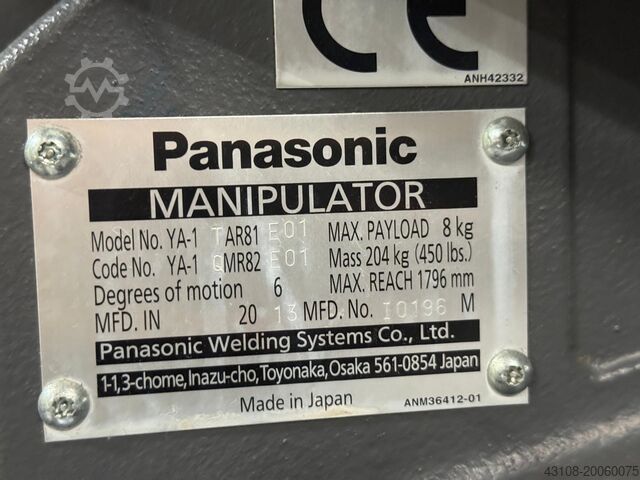 CE
ANH42332
Panasonic
MANIPULATOR
Model No. YA-1 TAR81 E01 MAX. PAYLOAD 8 kg
Code No. YA-1 QMR82 E01 Mass 204 kg (450 lbs.)
Degrees of motion 6 MAX. REACH 1796 mm
MFD. IN 20 13 MFD. No. I0196 M
Panasonic Welding Systems Co., Ltd.
1-1,3-chome,Inazu-cho,Toyonaka,Osaka 561-0854 Japan
Made in Japan ANM36412-01
43108-20060075